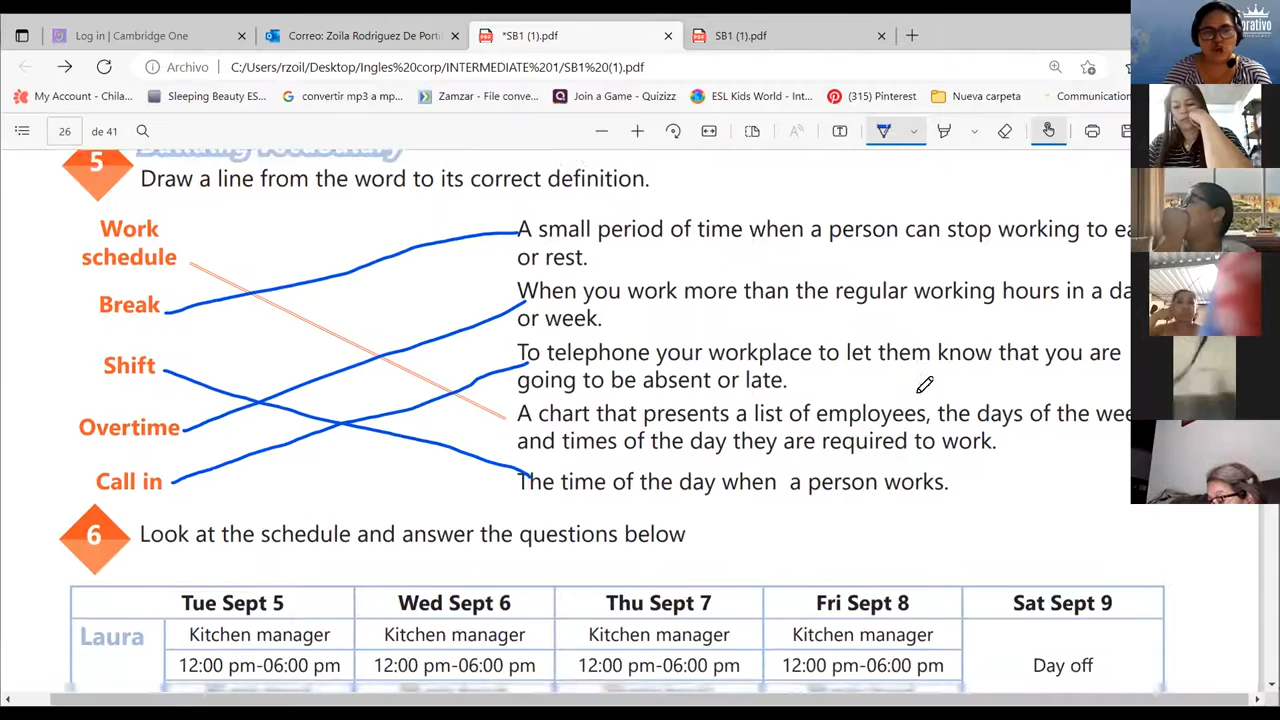 Log in | Cambridge One
Correo: Zoila Rodriguez De Porti
*SB1 (1).pdf
SB1 (1).pdf
Archivo
C:/Users/rzoil/Desktop/Ingles%20corp/INTERMEDIATE%201/SB1%20(1).pdf
My Account - Chila...
Sleeping Beauty ES...
convertir mp3 a mp...
Zamzar - File conve...
Join a Game - Quizizz
ESL Kids World - Int...
(315) Pinterest
Nueva carpeta
Communication
26 de 41
5 Building Vocabulary
Draw a line from the word to its correct definition.
Work
schedule
Break
Shift
Overtime
Call in
A small period of time when a person can stop working to ea
or rest.
When you work more than the regular working hours in a da
or week.
To telephone your workplace to let them know that you are
going to be absent or late.
A chart that presents a list of employees, the days of the wee
and times of the day they are required to work.
The time of the day when a person works.
6 Look at the schedule and answer the questions below
Tue Sept 5 Wed Sept 6 Thu Sept 7 Fri Sept 8 Sat Sept 9
Laura Kitchen manager Kitchen manager Kitchen manager Kitchen manager
12:00 pm-06:00 pm 12:00 pm-06:00 pm 12:00 pm-06:00 pm 12:00 pm-06:00 pm Day off
orativo